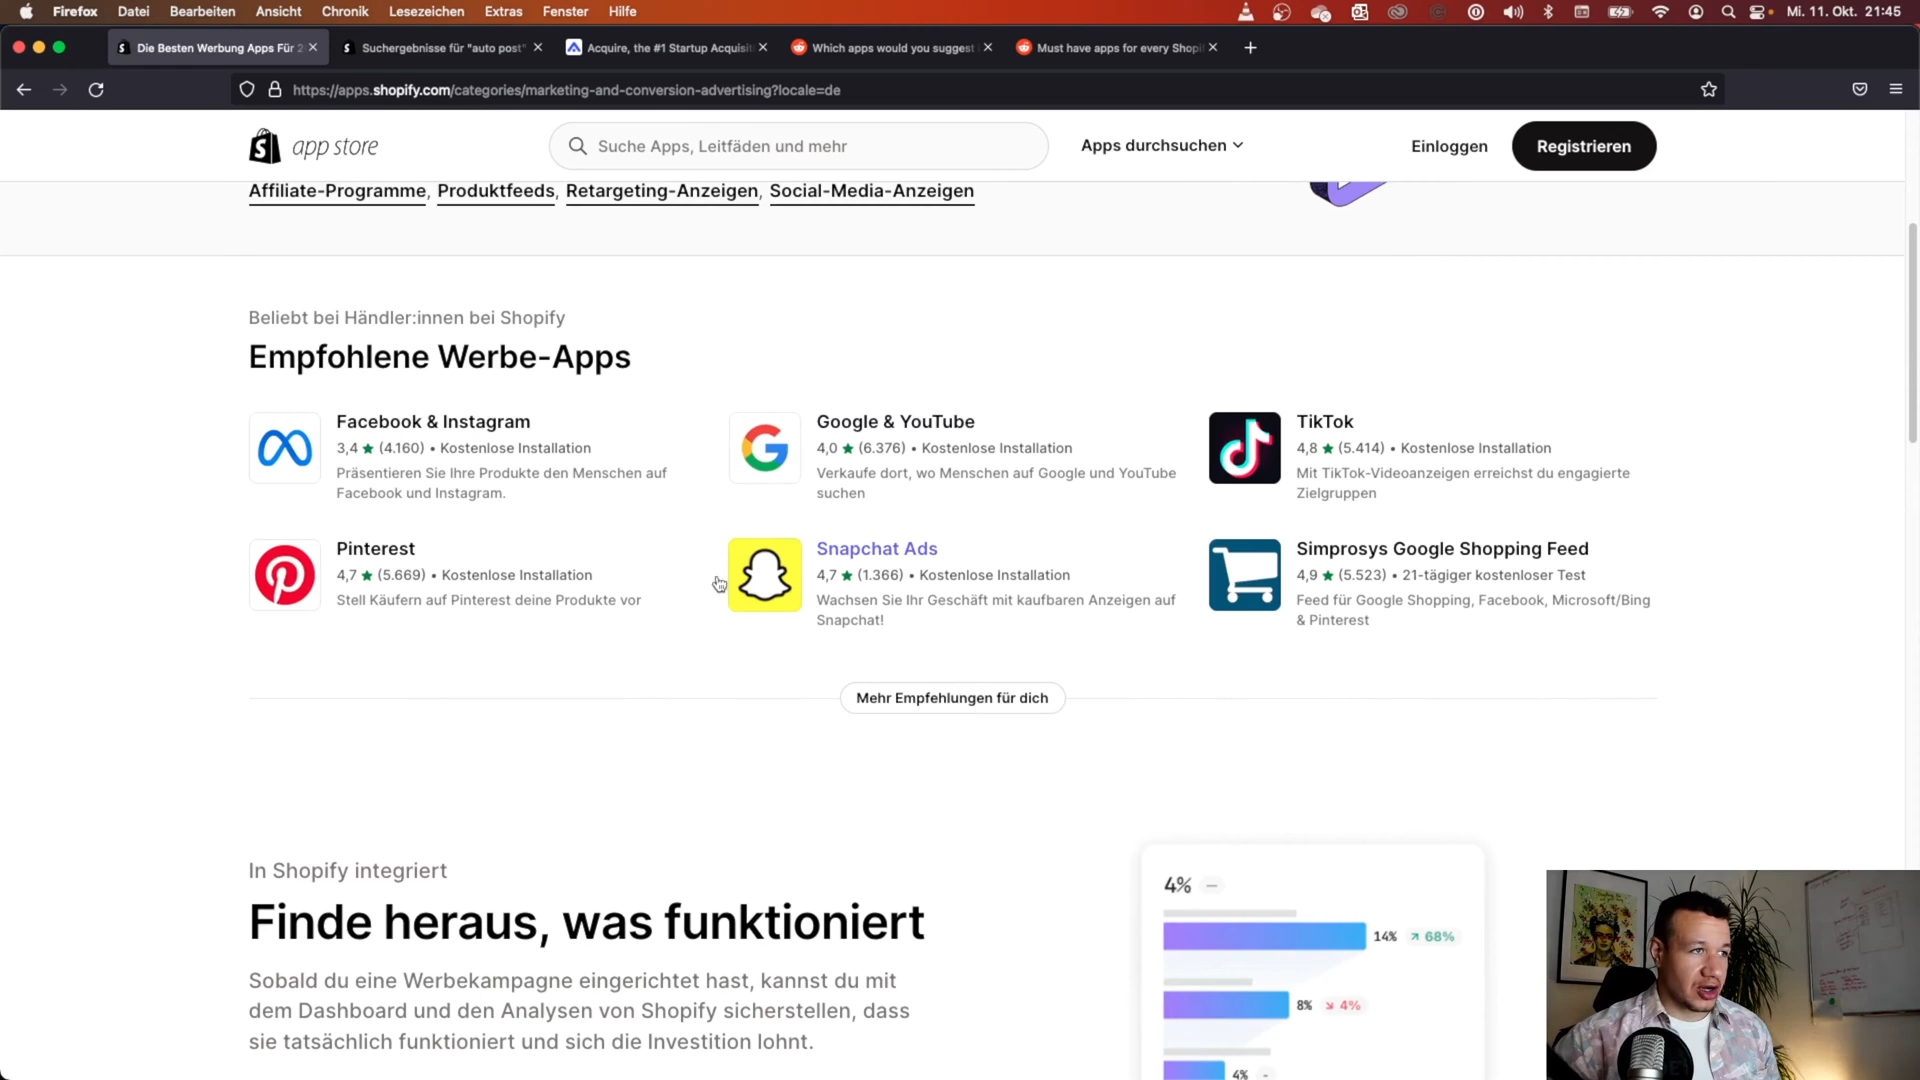 Firefox Datei Bearbeiten Ansicht Chronik Lesezeichen Extras Fenster Hilfe Mi. 11. Okt. 21:45
Die Besten Werbung Apps Für 2 Suchergebnisse für "auto post" Acquire, the #1 Startup Acquisit Which apps would you suggest Must have apps for every Shopi
https://apps.shopify.com/categories/marketing-and-conversion-advertising?locale=de
app store Suche Apps, Leitfäden und mehr Apps durchsuchen Einloggen Registrieren
Affiliate-Programme, Produktfeeds, Retargeting-Anzeigen, Social-Media-Anzeigen
Beliebt bei Händler:innen bei Shopify
Empfohlene Werbe-Apps
Facebook & Instagram
3,4 ★ (4.160) • Kostenlose Installation
Präsentieren Sie Ihre Produkte den Menschen auf
Facebook und Instagram.
Google & YouTube
4,0 ★ (6.376) • Kostenlose Installation
Verkaufe dort, wo Menschen auf Google und YouTube
suchen
TikTok
4,8 ★ (5.414) • Kostenlose Installation
Mit TikTok-Videoanzeigen erreichst du engagierte
Zielgruppen
Pinterest
4,7 ★ (5.669) • Kostenlose Installation
Stell Käufern auf Pinterest deine Produkte vor
Snapchat Ads
4,7 ★ (1.366) • Kostenlose Installation
Wachsen Sie Ihr Geschäft mit kaufbaren Anzeigen auf
Snapchat!
Simprosys Google Shopping Feed
4,9 ★ (5.523) • 21-tägiger kostenloser Test
Feed für Google Shopping, Facebook, Microsoft/Bing
& Pinterest
Mehr Empfehlungen für dich
In Shopify integriert
Finde heraus, was funktioniert
Sobald du eine Werbekampagne eingerichtet hast, kannst du mit
dem Dashboard und den Analysen von Shopify sicherstellen, dass
sie tatsächlich funktioniert und sich die Investition lohnt.
4% –
14% ↗ 68%
8% ↘ 4%
4% -